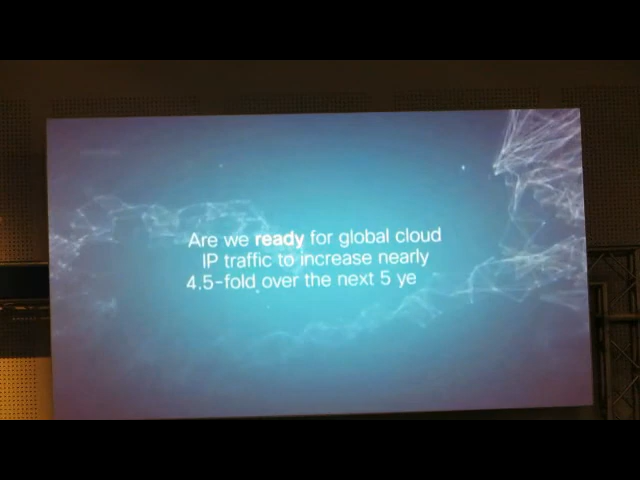 Are we ready for global cloud
IP traffic to increase nearly
4.5-fold over the next 5 ye